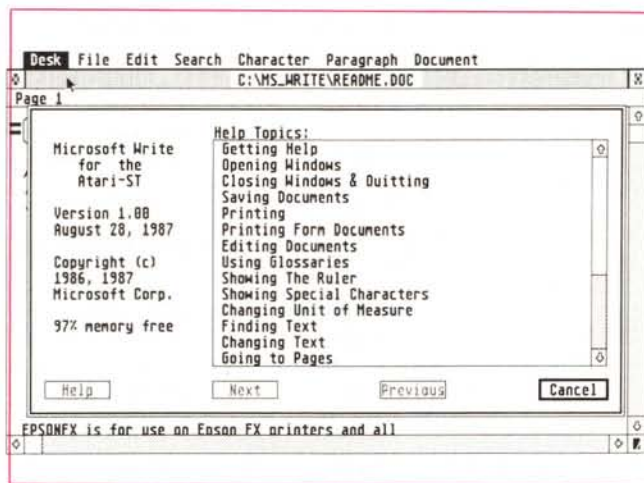 Desk File Edit Search Character Paragraph Document
C:\MS_WRITE\README.DOC
Page 1
Microsoft Write
for the
Atari-ST
Version 1.00
August 28, 1987
Copyright (c)
1986, 1987
Microsoft Corp.
97% memory free
Help Topics:
Getting Help
Opening Windows
Closing Windows & Quitting
Saving Documents
Printing
Printing Form Documents
Editing Documents
Using Glossaries
Showing The Ruler
Showing Special Characters
Changing Unit of Measure
Finding Text
Changing Text
Going to Pages
Help Next Previous Cancel
EPSONFX is for use on Epson FX printers and all